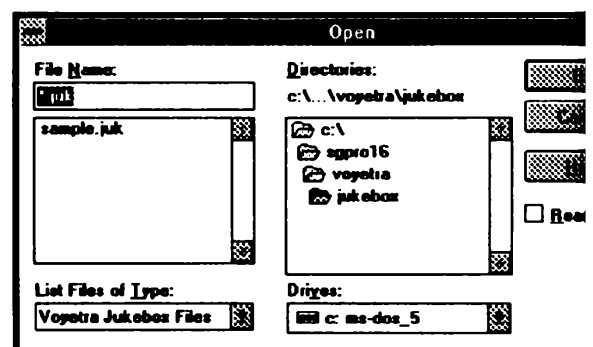 Open
File Name:
*.juk
sample.juk
List Files of Type:
Voyetra Jukebox Files
Directories:
c:\...\voyetra\jukebox
c:\
sgpro16
voyetra
jukebox
Drives:
c: ms-dos_5